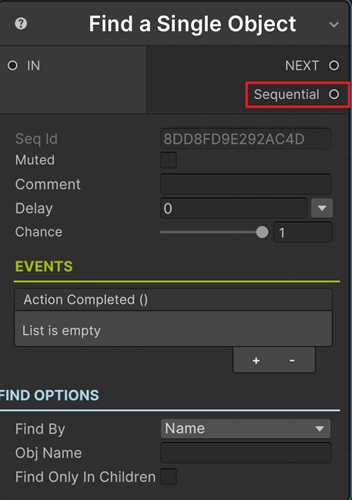 Find a Single Object
IN
NEXT
Sequential
Seq Id 8DD8FD9E292AC4D
Muted
Comment
Delay 0
Chance 1
EVENTS
Action Completed ()
List is empty
+ -
FIND OPTIONS
Find By Name
Obj Name
Find Only In Children